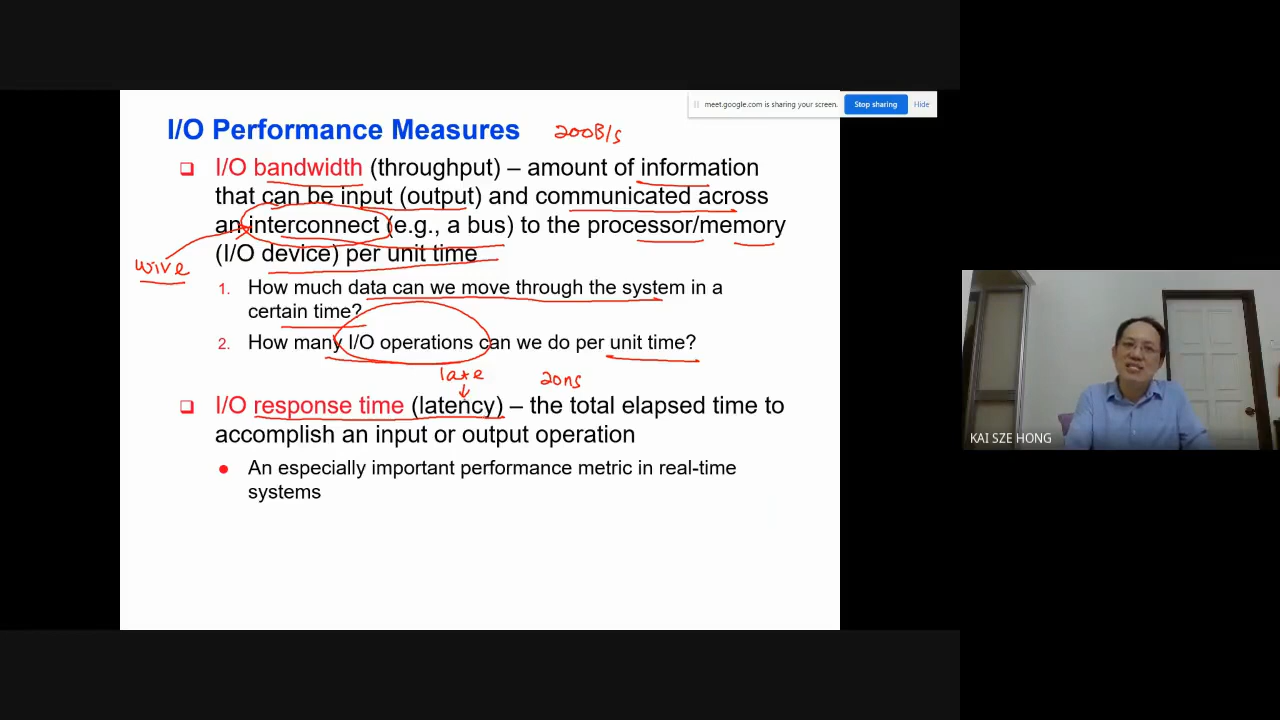 meet.google.com is sharing your screen.
Stop sharing
Hide
I/O Performance Measures
200B/s
I/O bandwidth (throughput) – amount of information
that can be input (output) and communicated across
an interconnect (e.g., a bus) to the processor/memory
(I/O device) per unit time
wire
1. How much data can we move through the system in a
certain time?
2. How many I/O operations can we do per unit time?
late
20ns
I/O response time (latency) – the total elapsed time to
accomplish an input or output operation
An especially important performance metric in real-time
systems
KAI SZE HONG